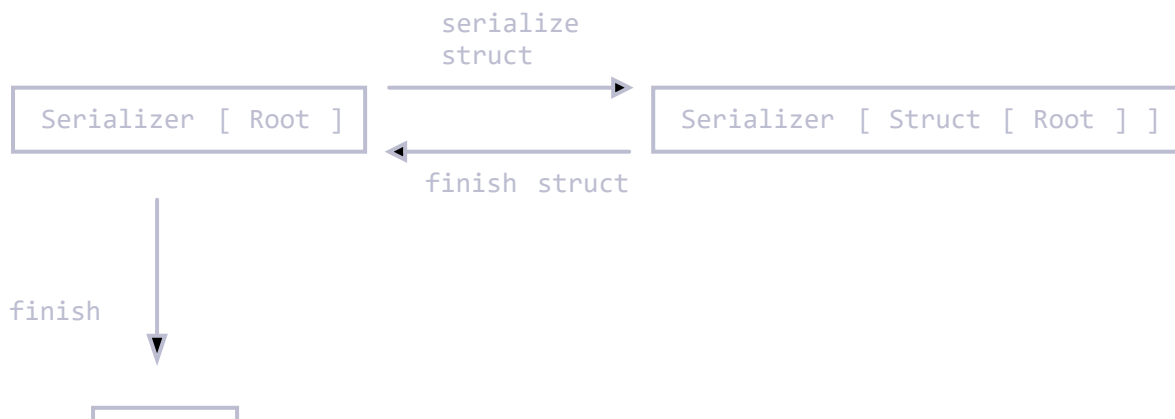 serialize
struct
Serializer [ Root ]
Serializer [ Struct [ Root ] ]
finish struct
finish